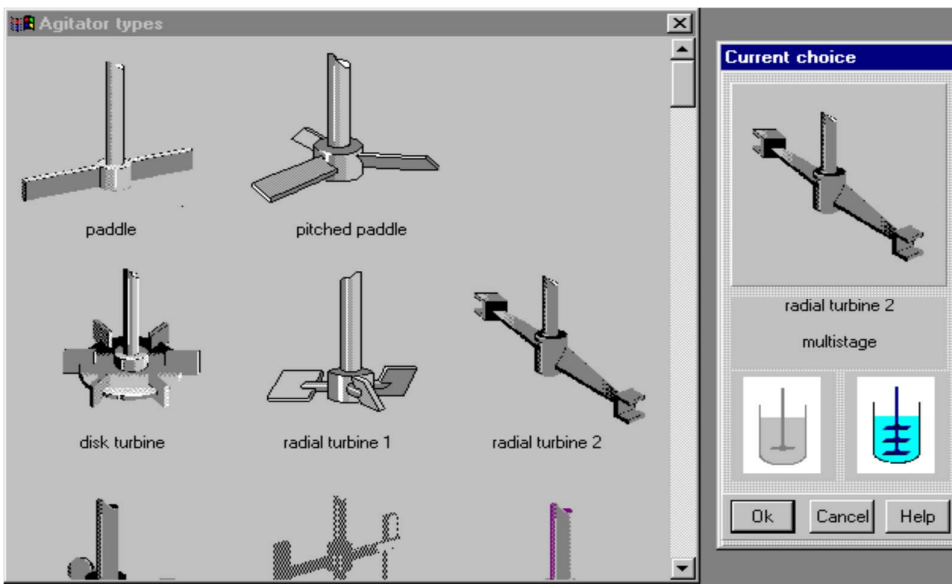 Agitator types
paddle
pitched paddle
disk turbine
radial turbine 1
radial turbine 2
Current choice
radial turbine 2
multistage
Ok
Cancel
Help